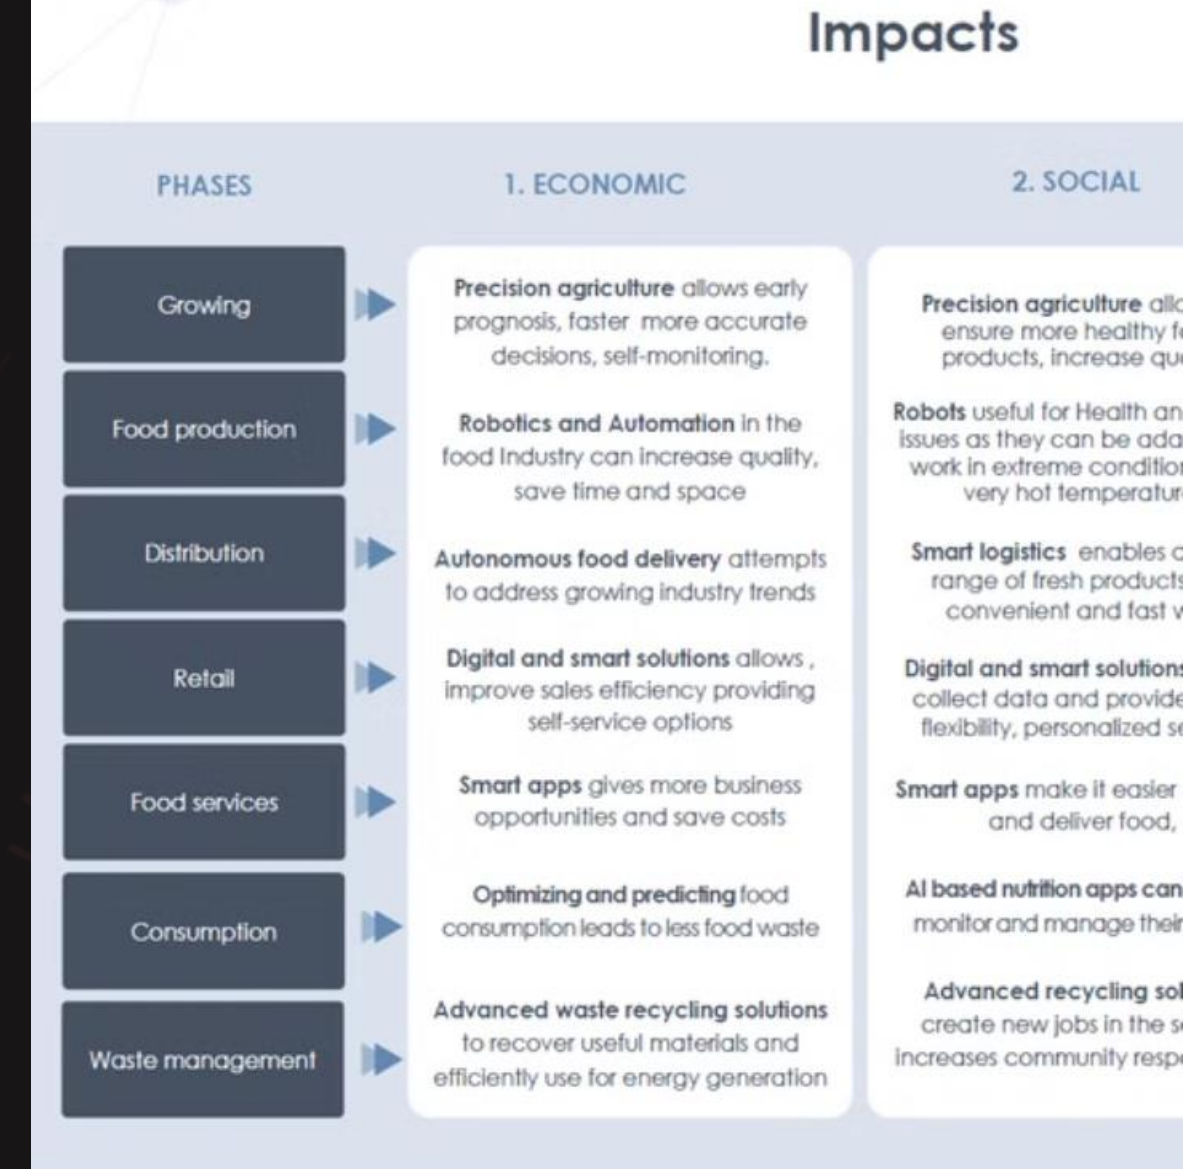 Impacts
PHASES
1. ECONOMIC
2. SOCIAL
Growing
Precision agriculture allows early
prognosis, faster more accurate
decisions, self-monitoring.
Precision agriculture
ensure more healthy
products, increase
Food production
Robotics and Automation in the
food Industry can increase quality,
save time and space
Robots useful for Health
issues as they can be
work in extreme
very hot
Distribution
Autonomous food delivery attempts
to address growing industry trends
Smart logistics enables
range of fresh
convenient and fast
Retail
Digital and smart solutions allows ,
improve sales efficiency providing
self-service options
Digital and smart solutions
collect data and
flexibility, personalized
Food services
Smart apps gives more business
opportunities and save costs
Smart apps make it easier
and deliver food,
Consumption
Optimizing and predicting food
consumption leads to less food waste
AI based nutrition apps can
monitor and manage their
Waste management
Advanced waste recycling solutions
to recover useful materials and
efficiently use for energy generation
Advanced recycling
create new jobs in the
increases community